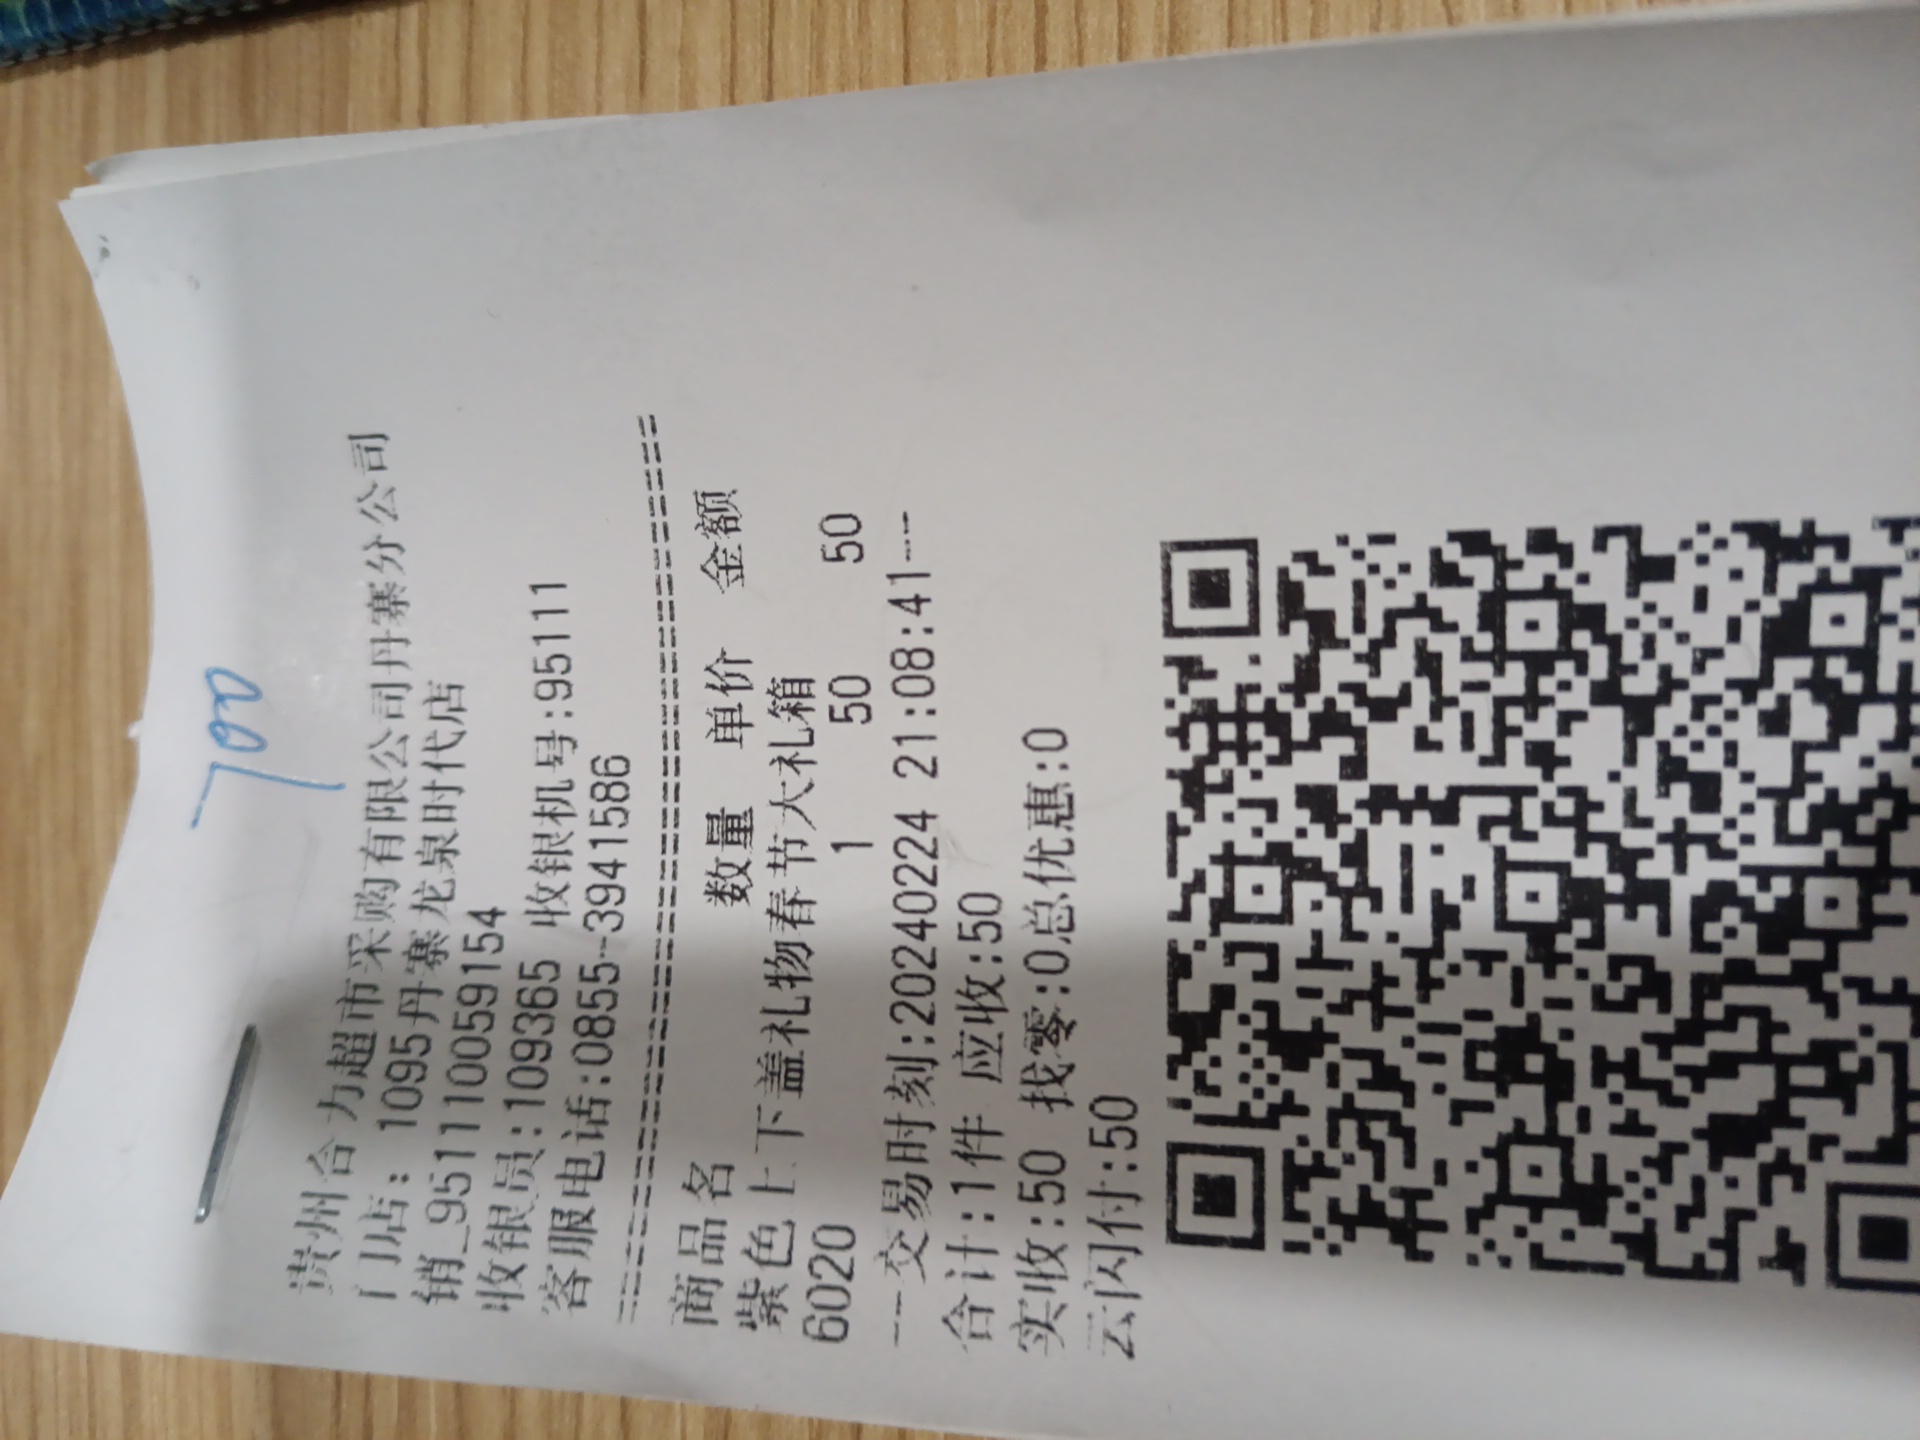 700
贵州合力超市采购有限公司丹寨分公司
门店: 1095丹寨龙泉时代店
销_951110059154
收银员:109365 收银机号:95111
客服电话:0855-3941586
================================
商品名 数量 单价 金额
紫色上下盖礼物春节大礼箱
6020 1 50 50
---交易时刻:20240224 21:08:41---
合计:1件 应收:50
实收:50 找零:0总优惠:0
云闪付:50